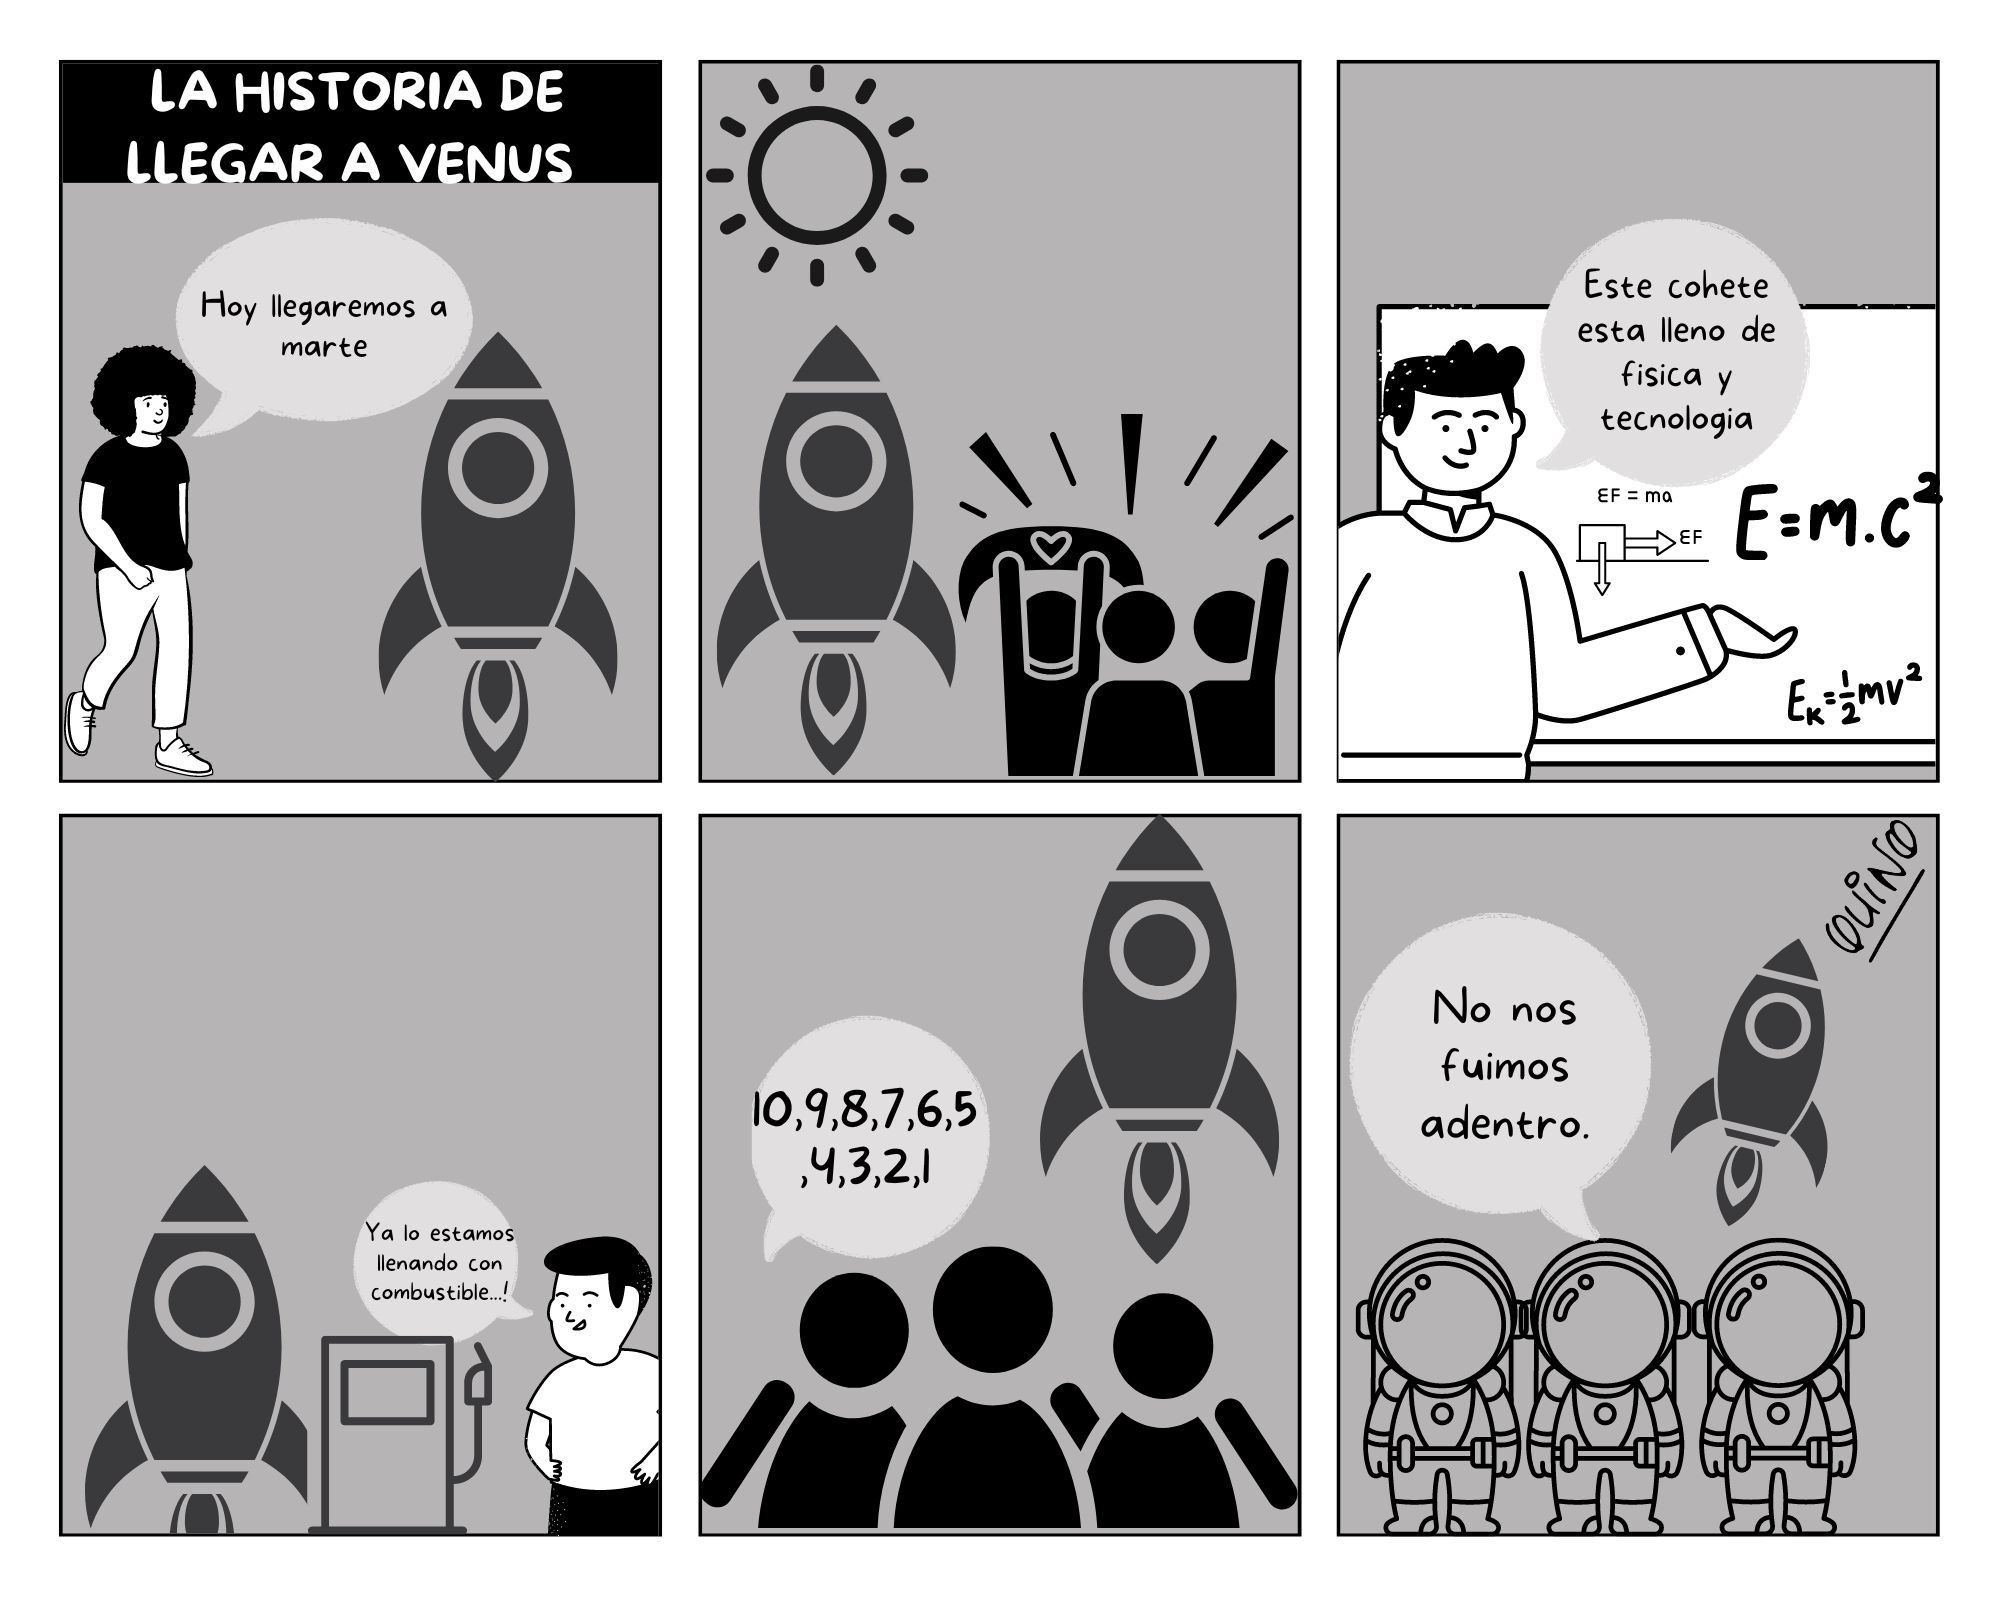 LA HISTORIA DE
LLEGAR A VENUS
Hoy llegaremos a
marte
Este cohete
esta lleno de
fisica y
tecnologia
ƐF = ma
ƐF
E=m.c²
Eₖ=½mv²
Ya lo estamos
llenando con
combustible...!
10,9,8,7,6,5
,4,3,2,1
No nos
fuimos
adentro.
QUINO